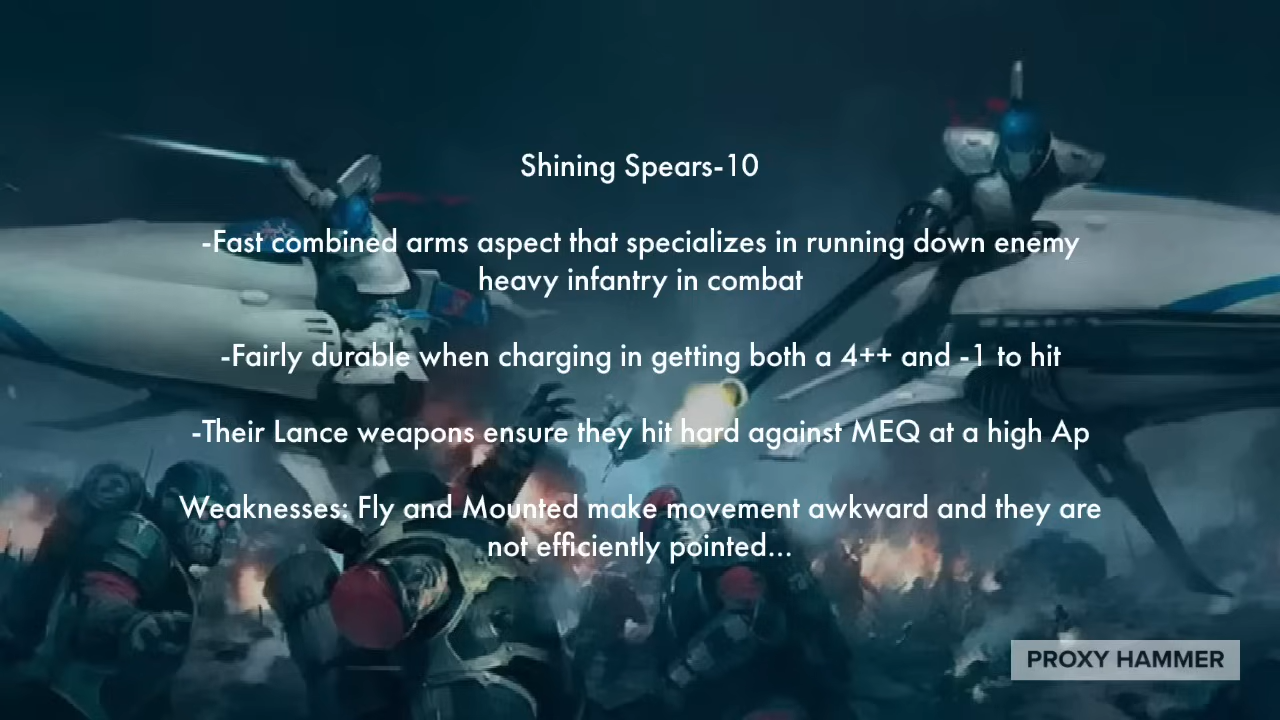 Shining Spears-10
-Fast combined arms aspect that specializes in running down enemy
heavy infantry in combat
-Fairly durable when charging in getting both a 4++ and -1 to hit
-Their Lance weapons ensure they hit hard against MEQ at a high Ap
Weaknesses: Fly and Mounted make movement awkward and they are
not efficiently pointed...
PROXY HAMMER